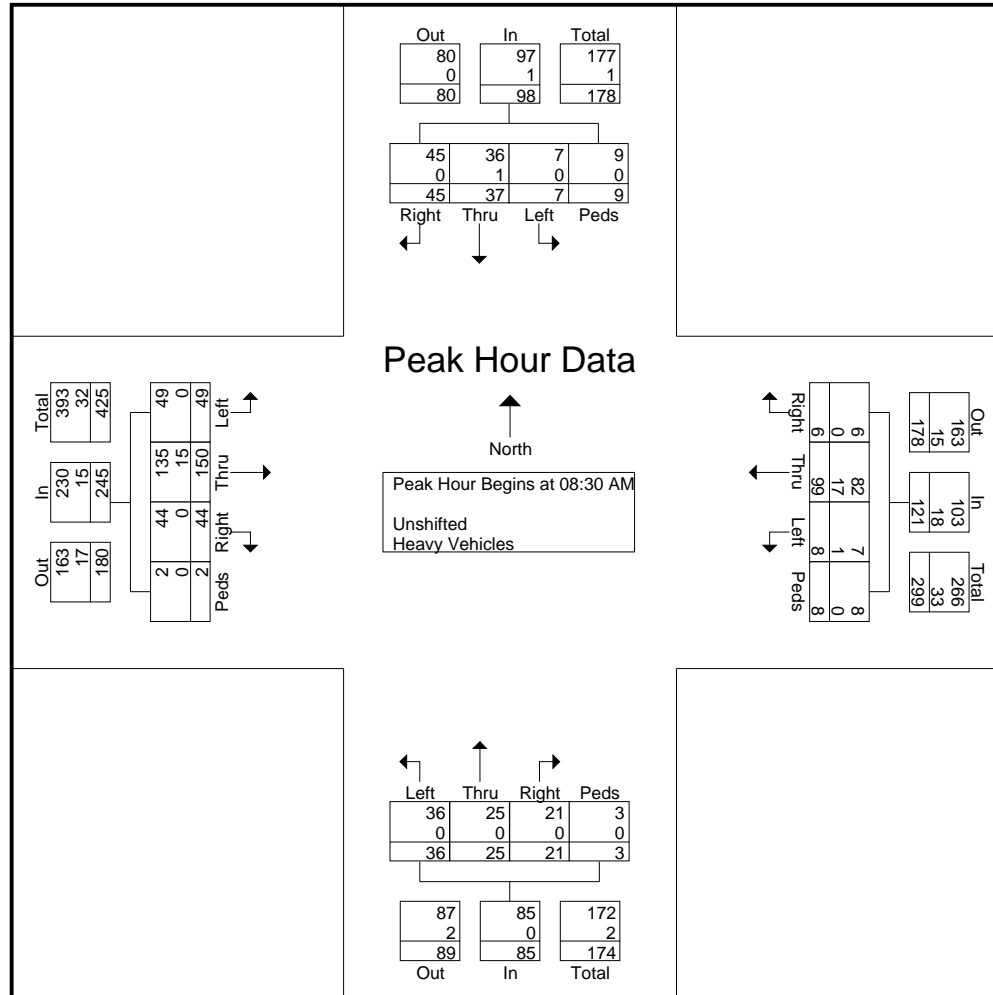 Out In Total
80 97 177
0 1 1
80 98 178
45 36 7 9
0 1 0 0
45 37 7 9
Right Thru Left Peds
Peak Hour Data
North
Peak Hour Begins at 08:30 AM
Unshifted
Heavy Vehicles
Total In Out
393 230 163
32 15 17
425 245 180
49 135 44 2
0 15 0 0
49 150 44 2
Left Thru Right Peds
Right Thru Left Peds
6 99 8 8
0 17 1 0
6 82 7 8
Out In Total
163 103 266
15 18 33
178 121 299
Left Thru Right Peds
36 25 21 3
0 0 0 0
36 25 21 3
87 85 172
2 0 2
89 85 174
Out In Total